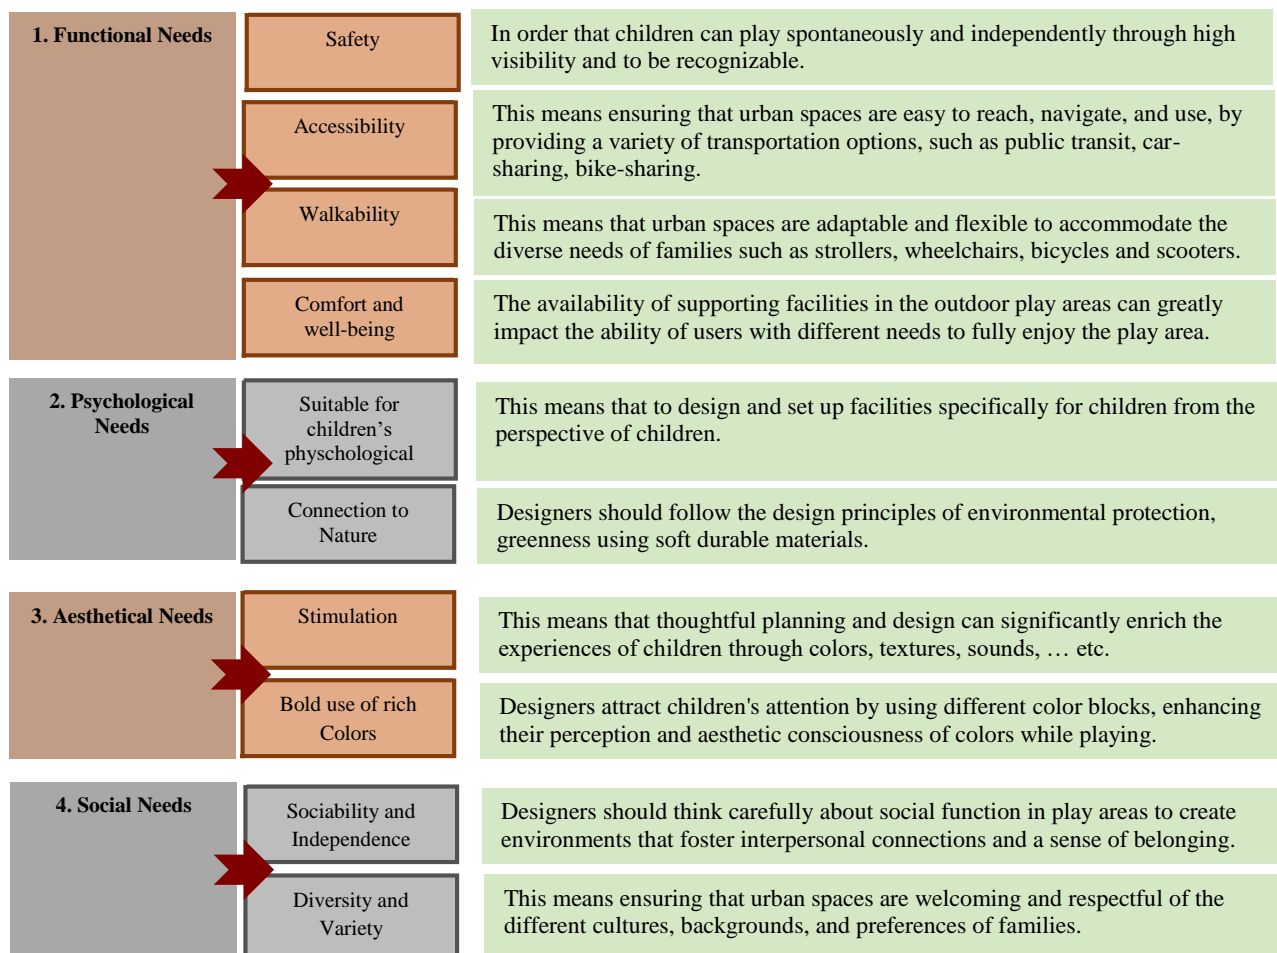 1. Functional Needs
Safety
In order that children can play spontaneously and independently through high
visibility and to be recognizable.
Accessibility
This means ensuring that urban spaces are easy to reach, navigate, and use, by
providing a variety of transportation options, such as public transit, car-
sharing, bike-sharing.
Walkability
This means that urban spaces are adaptable and flexible to accommodate the
diverse needs of families such as strollers, wheelchairs, bicycles and scooters.
Comfort and
well-being
The availability of supporting facilities in the outdoor play areas can greatly
impact the ability of users with different needs to fully enjoy the play area.
2. Psychological
Needs
Suitable for
children’s
physchological
This means that to design and set up facilities specifically for children from the
perspective of children.
Connection to
Nature
Designers should follow the design principles of environmental protection,
greenness using soft durable materials.
3. Aesthetical Needs
Stimulation
This means that thoughtful planning and design can significantly enrich the
experiences of children through colors, textures, sounds, … etc.
Bold use of rich
Colors
Designers attract children's attention by using different color blocks, enhancing
their perception and aesthetic consciousness of colors while playing.
4. Social Needs
Sociability and
Independence
Designers should think carefully about social function in play areas to create
environments that foster interpersonal connections and a sense of belonging.
Diversity and
Variety
This means ensuring that urban spaces are welcoming and respectful of the
different cultures, backgrounds, and preferences of families.